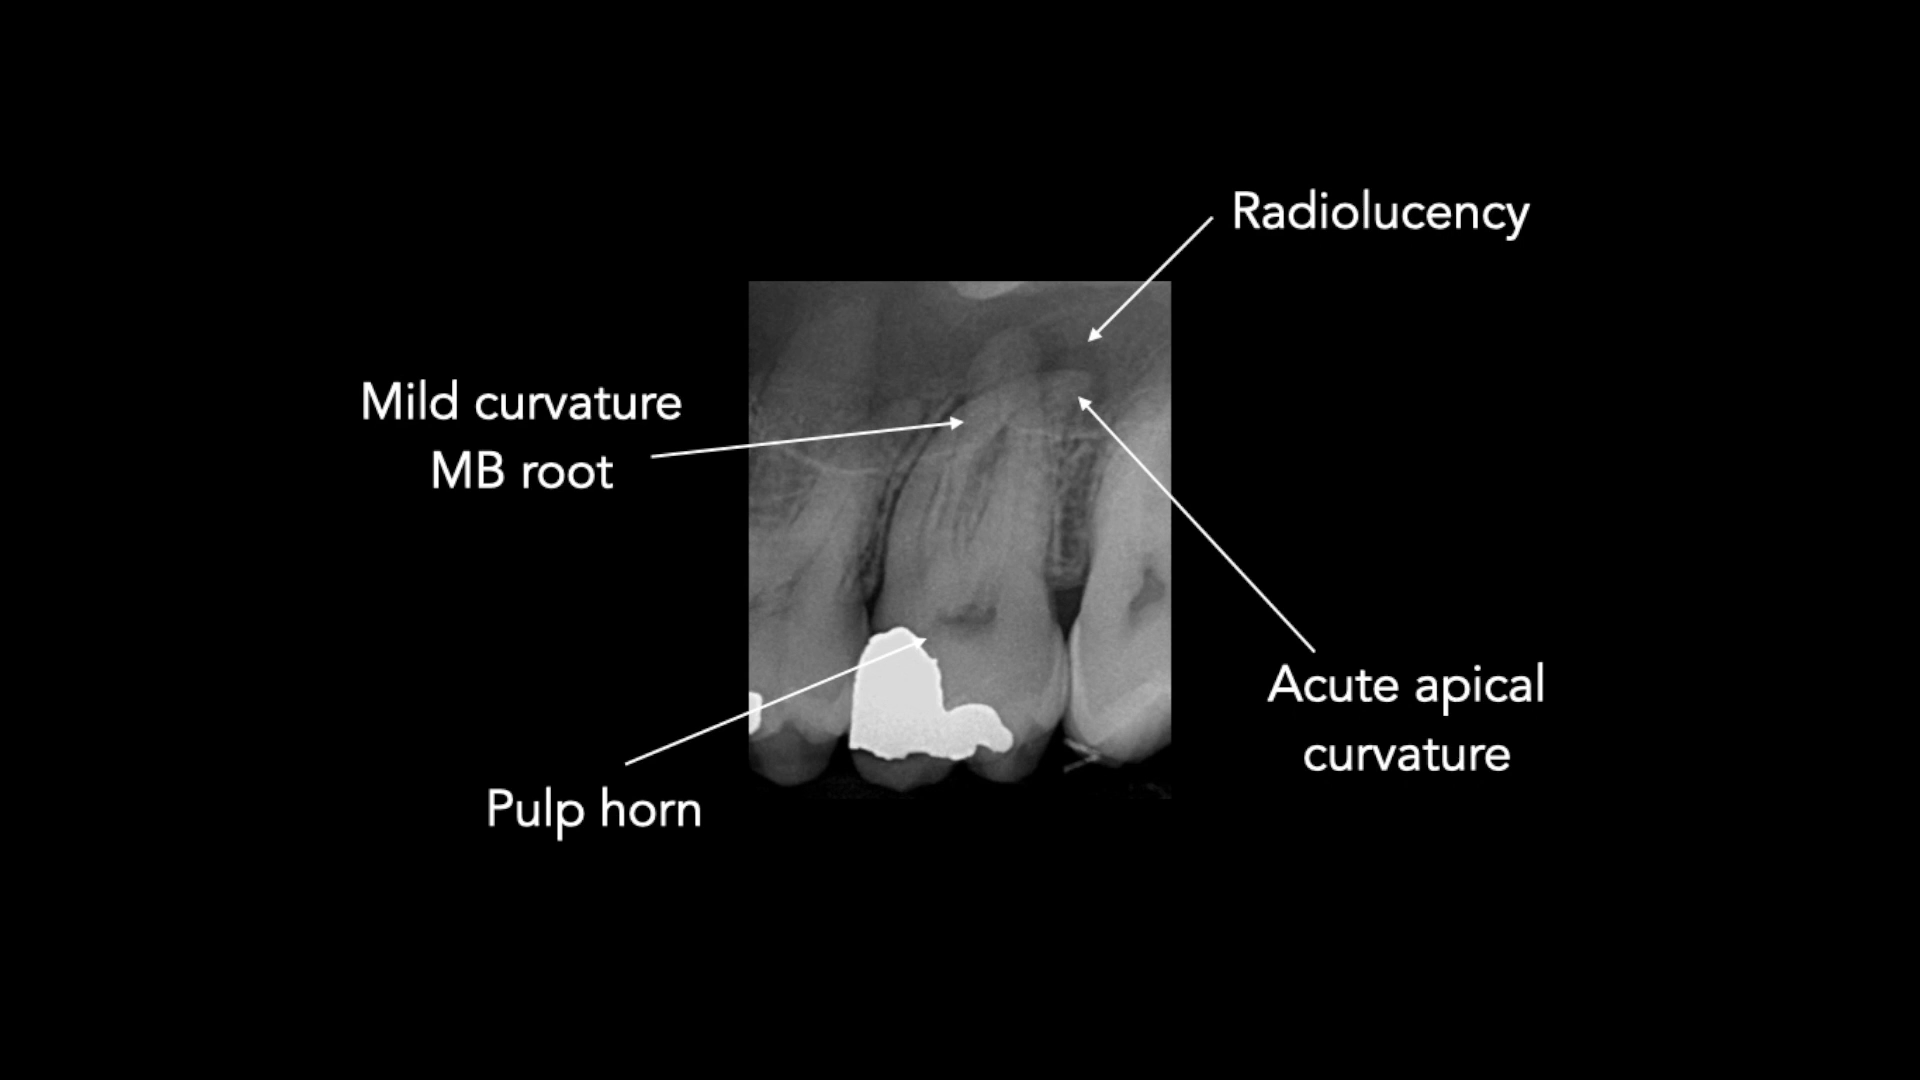 Radiolucency
Mild curvature
MB root
Acute apical
curvature
Pulp horn